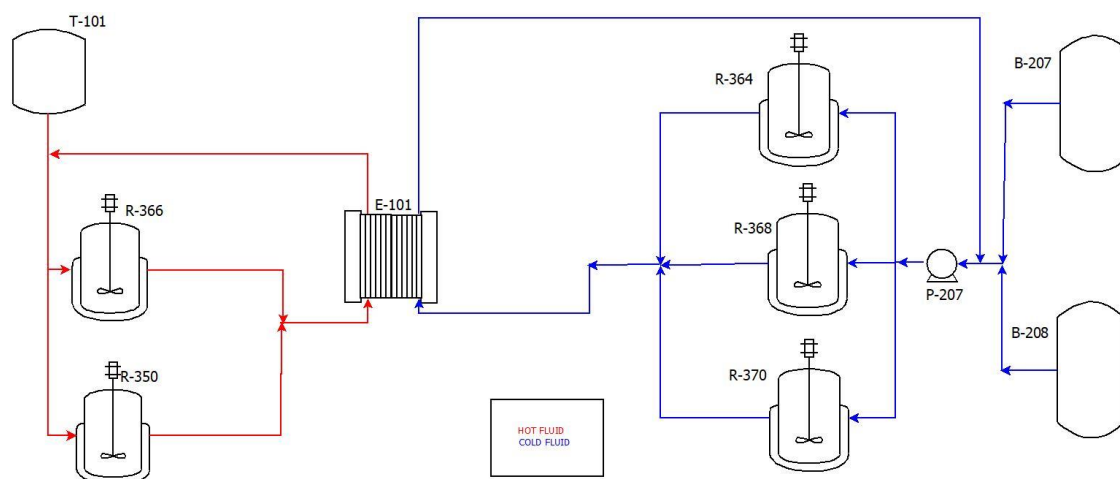 T-101
R-366
R-350
E-101
HOT FLUID
COLD FLUID
R-364
R-368
R-370
P-207
B-207
B-208